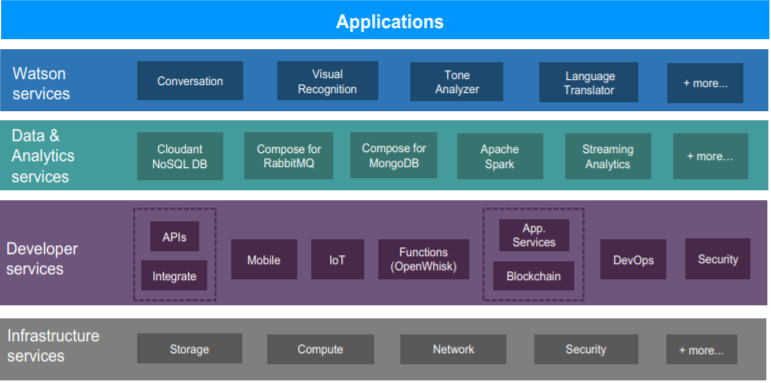 Applications
Watson
services
Conversation
Visual
Recognition
Tone
Analyzer
Language
Translator
+ more...
Data &
Analytics
services
Cloudant
NoSQL DB
Compose for
RabbitMQ
Compose for
MongoDB
Apache
Spark
Streaming
Analytics
+ more...
Developer
services
APIs
Integrate
Mobile
IoT
Functions
(OpenWhisk)
App.
Services
Blockchain
DevOps
Security
Infrastructure
services
Storage
Compute
Network
Security
+ more...